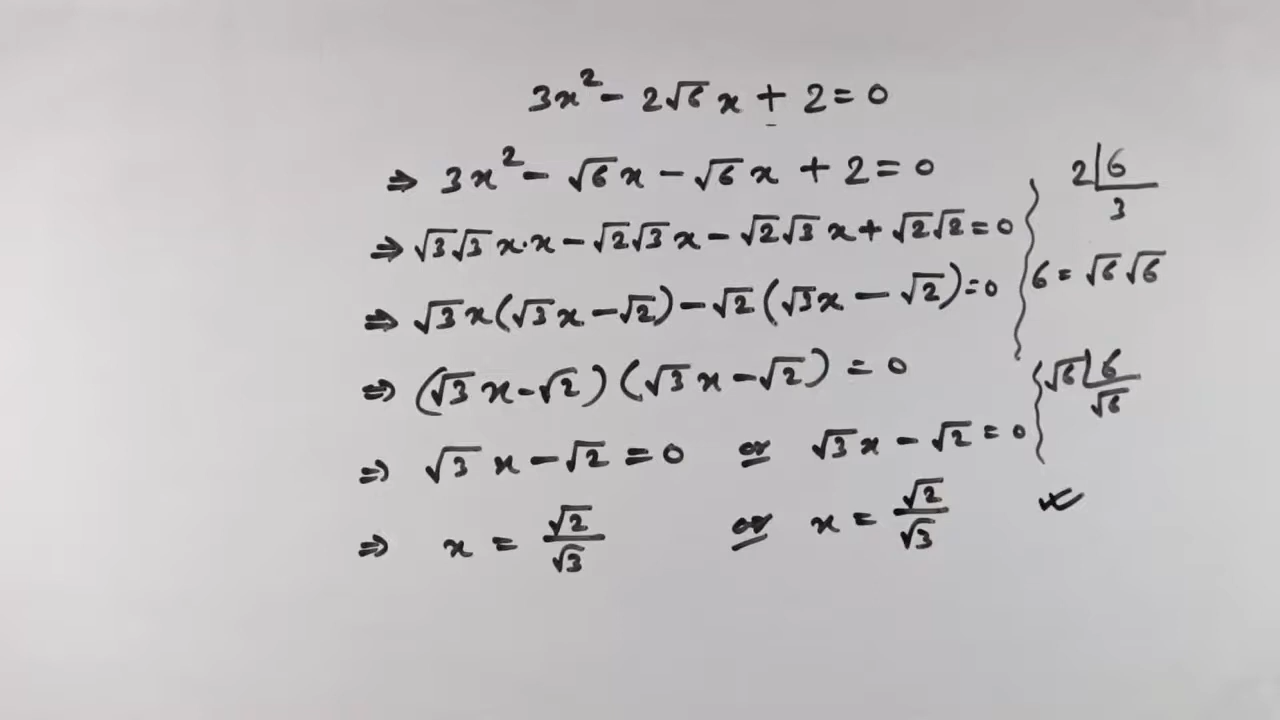 3x² - 2√6 x + 2 = 0
⇒ 3x² - √6 x - √6 x + 2 = 0
⇒ √3√3 x·x - √2√3 x - √2√3 x + √2√2 = 0
⇒ √3 x (√3 x - √2) - √2 (√3 x - √2) = 0
⇒ (√3 x - √2) (√3 x - √2) = 0
⇒ √3 x - √2 = 0 or √3 x - √2 = 0
⇒ x = √2/√3 or x = √2/√3
2|6
3
6 = √6 √6
√6|6
√6